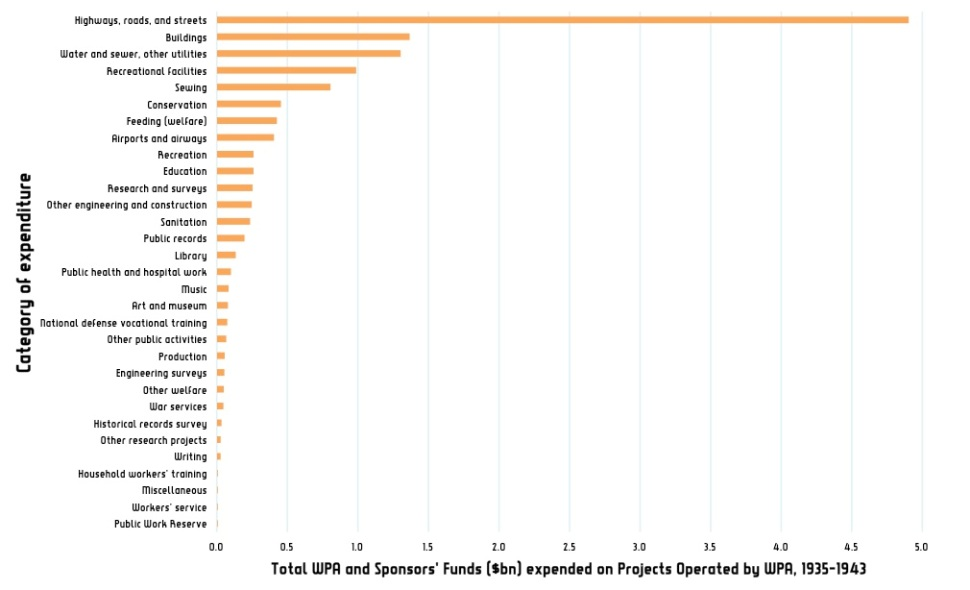 Highways, roads, and streets
Buildings
Water and sewer, other utilities
Recreational facilities
Sewing
Conservation
Feeding (welfare)
Airports and airways
Recreation
Education
Research and surveys
Other engineering and construction
Sanitation
Public records
Library
Public health and hospital work
Music
Art and museum
National defense vocational training
Other public activities
Production
Engineering surveys
Other welfare
War services
Historical records survey
Other research projects
Writing
Household workers' training
Miscellaneous
Workers' service
Public Work Reserve
Category of expenditure
0.0 0.5 1.0 1.5 2.0 2.5 3.0 3.5 4.0 4.5 5.0
Total WPA and Sponsors' Funds ($bn) expended on Projects Operated by WPA, 1935-1943